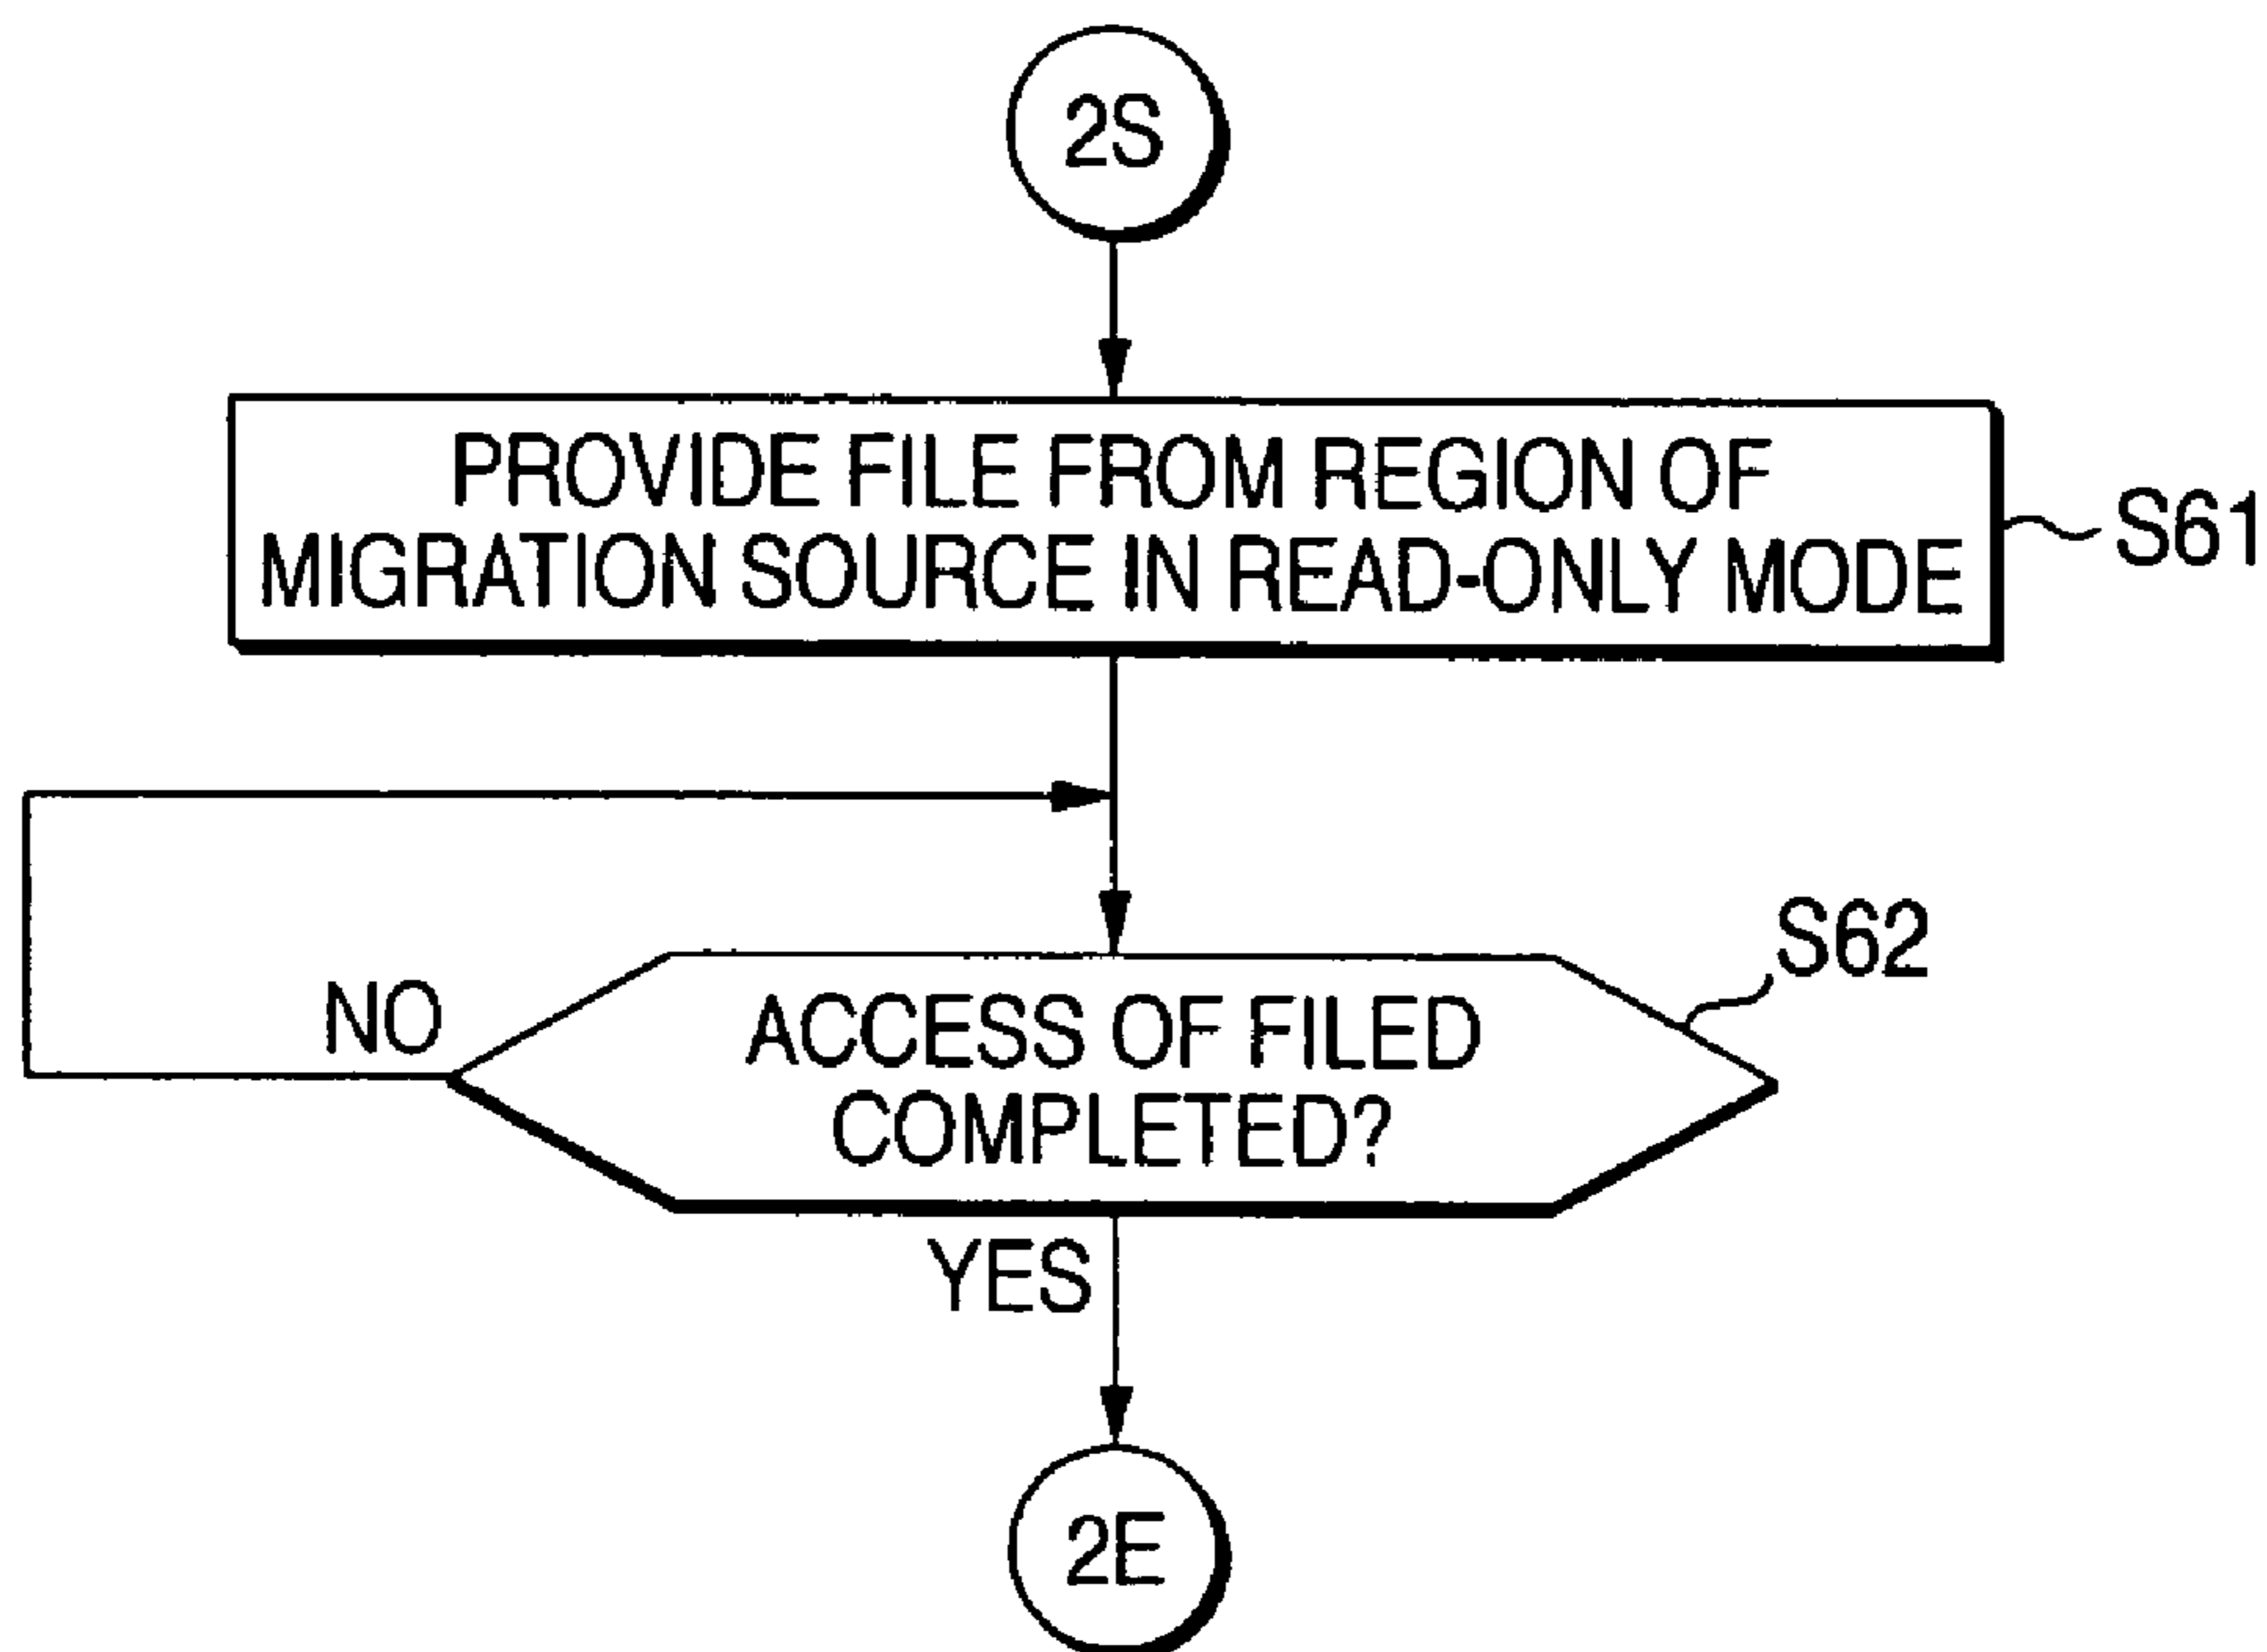 2S
PROVIDE FILE FROM REGION OF
MIGRATION SOURCE IN READ-ONLY MODE
S61
S62
NO
ACCESS OF FILED
COMPLETED?
YES
2E